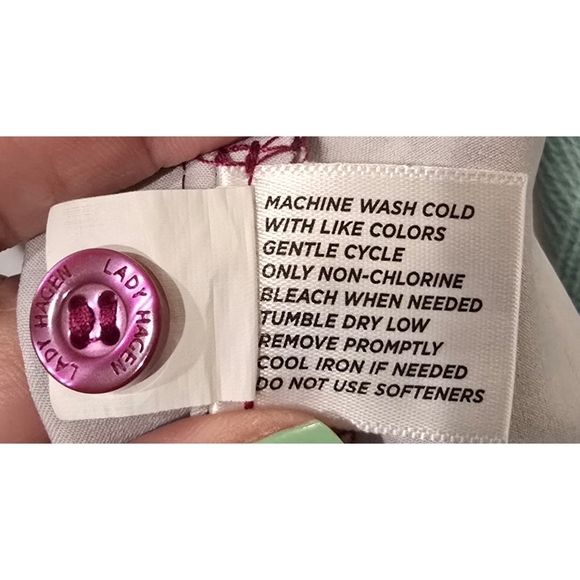 LADY HAGEN
LADY HAGEN
MACHINE WASH COLD
WITH LIKE COLORS
GENTLE CYCLE
ONLY NON-CHLORINE
BLEACH WHEN NEEDED
TUMBLE DRY LOW
REMOVE PROMPTLY
COOL IRON IF NEEDED
DO NOT USE SOFTENERS